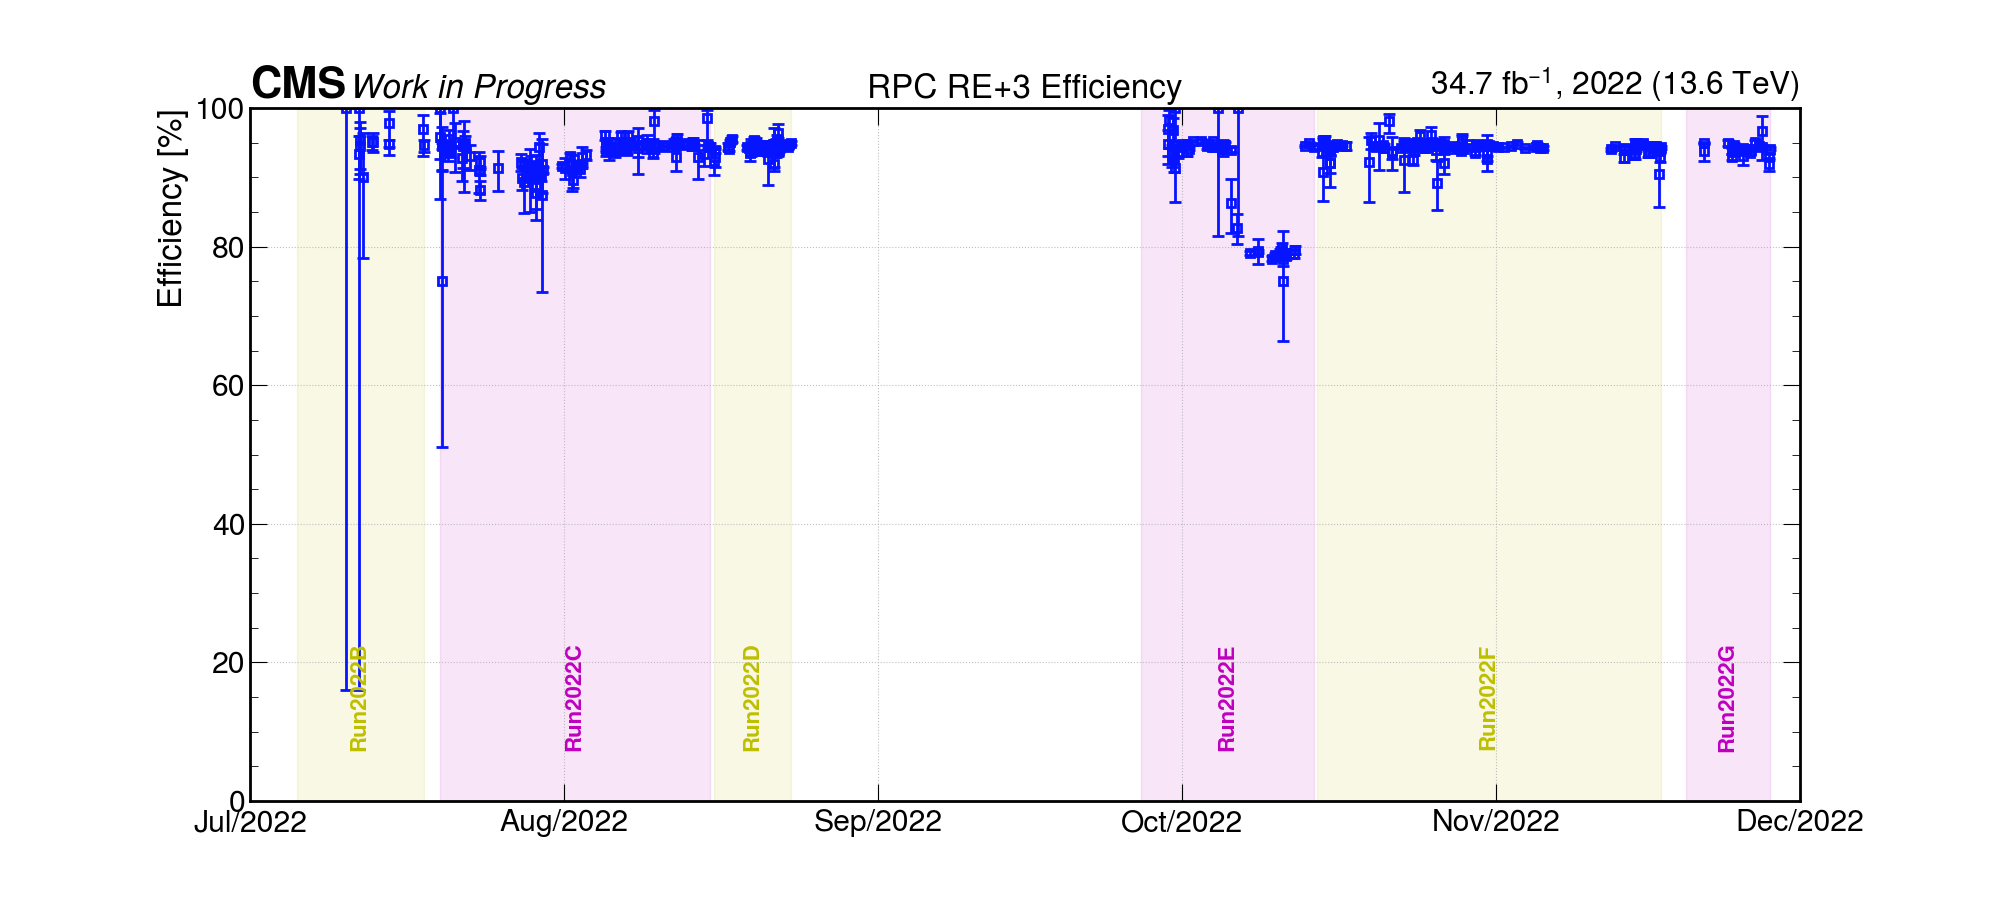 CMS Work in Progress RPC RE+3 Efficiency 34.7 fb⁻¹, 2022 (13.6 TeV)
Efficiency [%]
100
80
60
40
20
0
Run2022B Run2022C Run2022D Run2022E Run2022F Run2022G
Jul/2022 Aug/2022 Sep/2022 Oct/2022 Nov/2022 Dec/2022